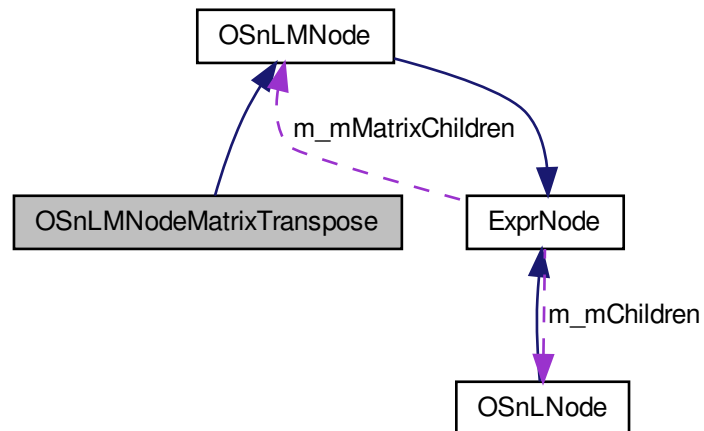 OSnLMNode
m_mMatrixChildren
OSnLMNodeMatrixTranspose
ExprNode
m_mChildren
OSnLNode